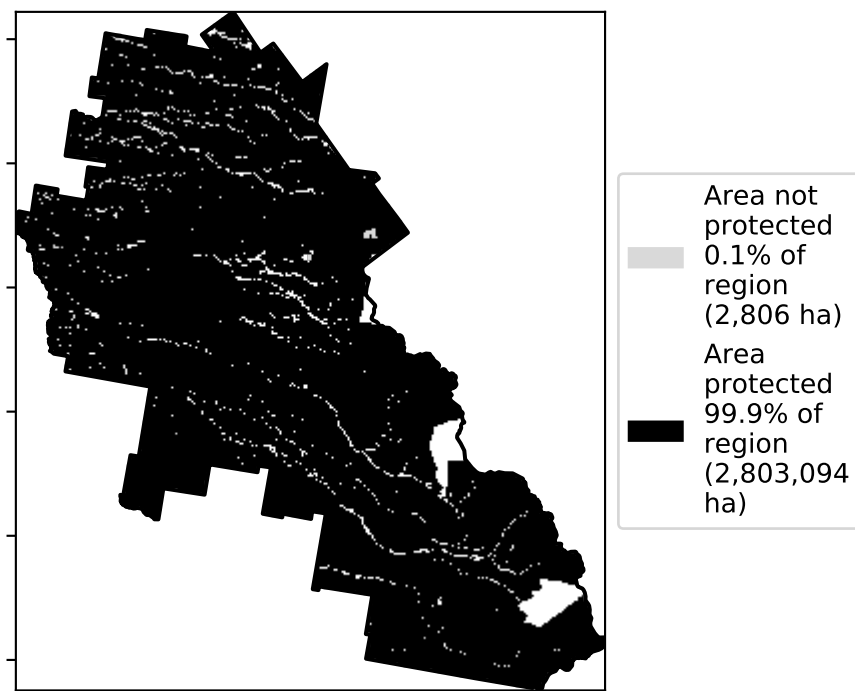 Area not
protected
0.1% of
region
(2,806 ha)
Area
protected
99.9% of
region
(2,803,094
ha)